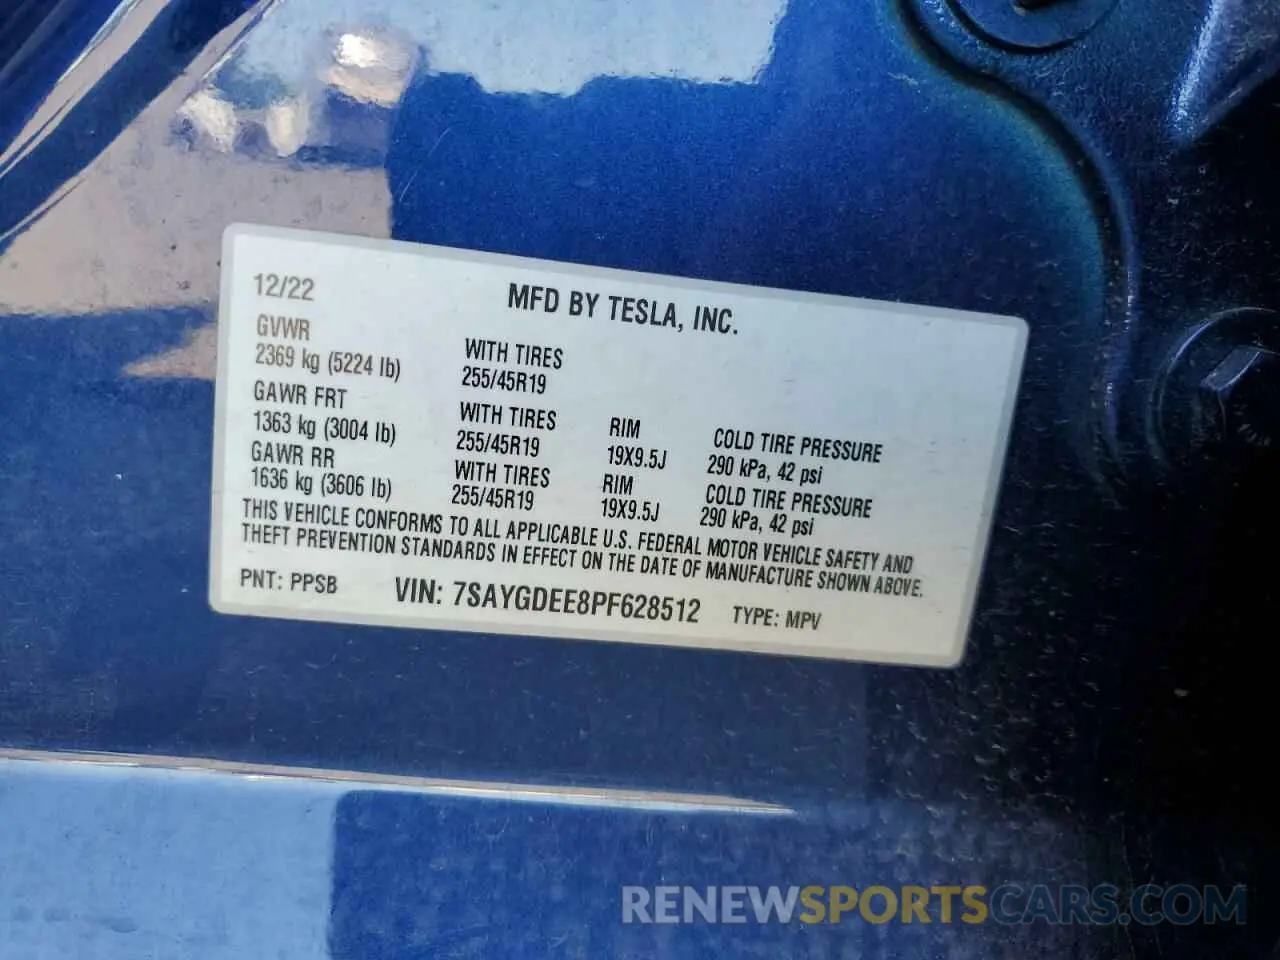 12/22
MFD BY TESLA, INC.
GVWR
2369 kg (5224 lb)
WITH TIRES
255/45R19
GAWR FRT
1363 kg (3004 lb)
WITH TIRES
255/45R19
RIM
19X9.5J
COLD TIRE PRESSURE
290 kPa, 42 psi
GAWR RR
1636 kg (3606 lb)
WITH TIRES
255/45R19
RIM
19X9.5J
COLD TIRE PRESSURE
290 kPa, 42 psi
THIS VEHICLE CONFORMS TO ALL APPLICABLE U.S. FEDERAL MOTOR VEHICLE SAFETY AND
THEFT PREVENTION STANDARDS IN EFFECT ON THE DATE OF MANUFACTURE SHOWN ABOVE.
PNT: PPSB VIN: 7SAYGDEE8PF628512 TYPE: MPV
RENEWSPORTSCARS.COM